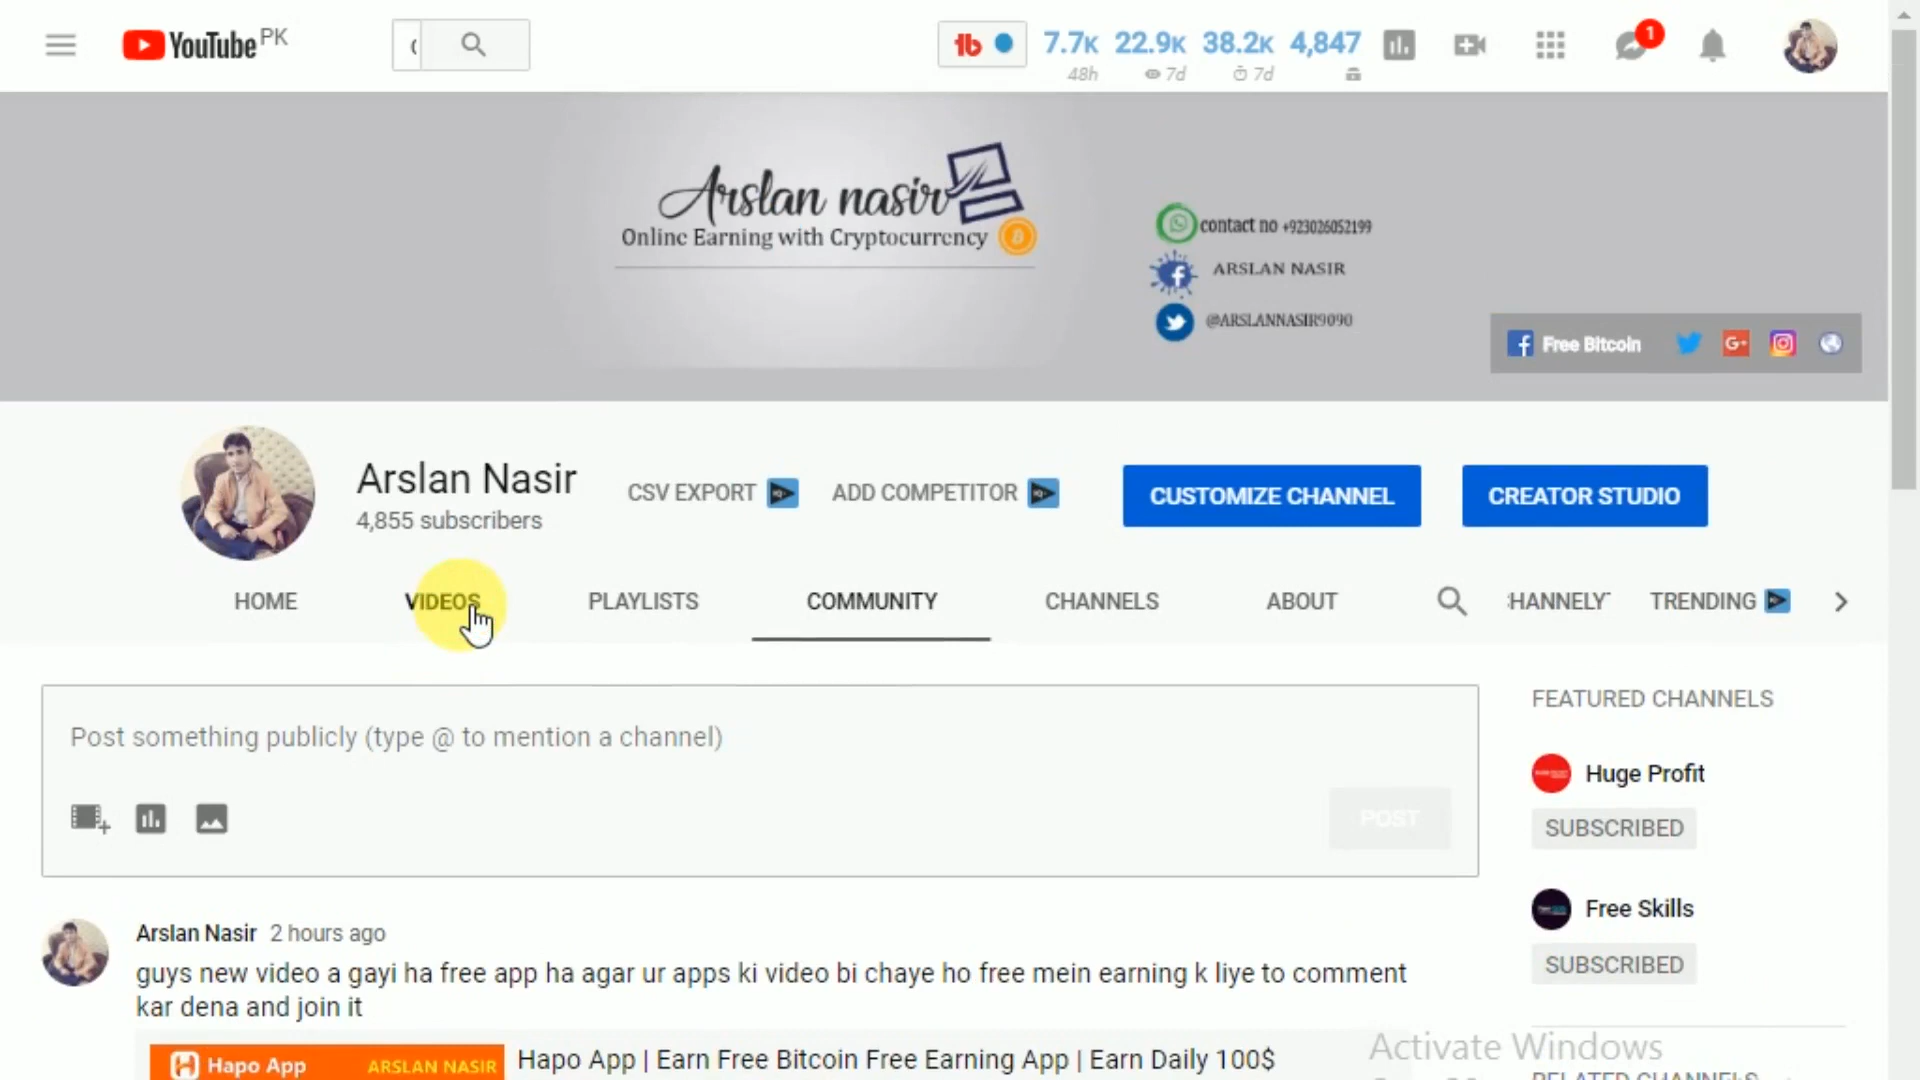 YouTube PK
7.7K 22.9K 38.2K 4,847
48h 7d 7d
1
Arslan nasir
Online Earning with Cryptocurrency
contact no +923026052199
ARSLAN NASIR
@ARSLANNASIR9090
Free Bitcoin
Arslan Nasir
4,855 subscribers
CSV EXPORT
ADD COMPETITOR
CUSTOMIZE CHANNEL
CREATOR STUDIO
HOME VIDEOS PLAYLISTS COMMUNITY CHANNELS ABOUT HANNELY TRENDING
Post something publicly (type @ to mention a channel)
POST
FEATURED CHANNELS
Huge Profit
SUBSCRIBED
Free Skills
SUBSCRIBED
Arslan Nasir 2 hours ago
guys new video a gayi ha free app ha agar ur apps ki video bi chaye ho free mein earning k liye to comment
kar dena and join it
Hapo App ARSLAN NASIR
Hapo App | Earn Free Bitcoin Free Earning App | Earn Daily 100$
Activate Windows
RELATED CHANNELS